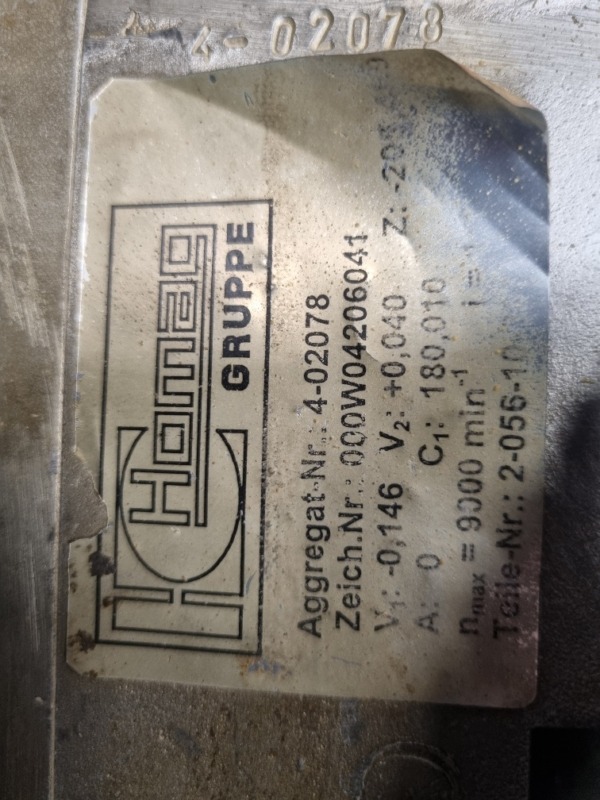 4-02078
Homag
GRUPPE
Aggregat-Nr.: 4-02078
Zeich.Nr.: 000W04206041
V₁: -0,146 V₂: +0,040 Z:
A: 0 C₁: 180,010
nmax = 9000 min⁻¹ i =
Teile-Nr.: 2-056-10